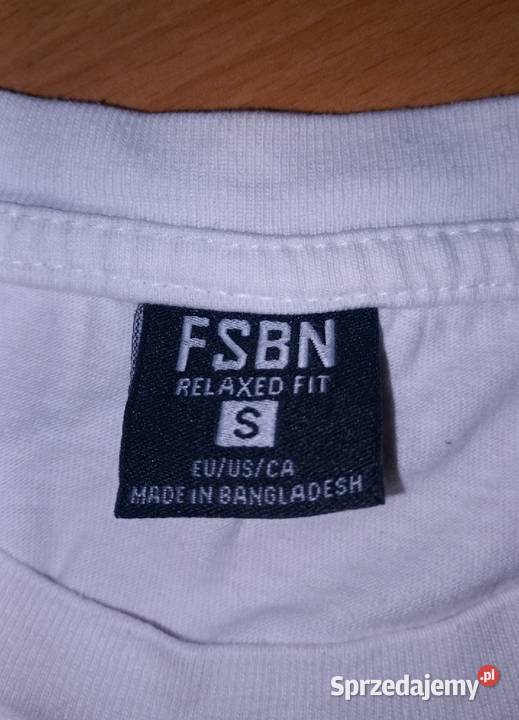 FSBN
RELAXED FIT
S
EU/US/CA
MADE IN BANGLADESH
Sprzedajemy.pl